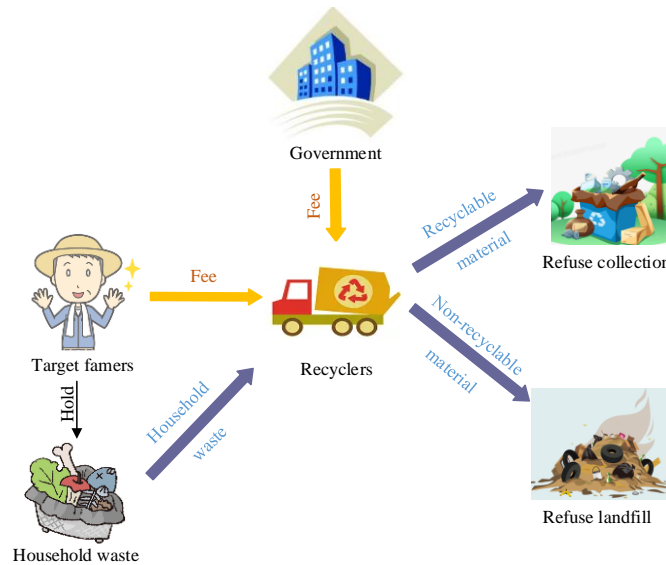 Government
Fee
Recyclable
material
Refuse collection
Fee
Target famers
Recyclers
Non-recyclable
material
Hold
Household
waste
Household waste
Refuse landfill